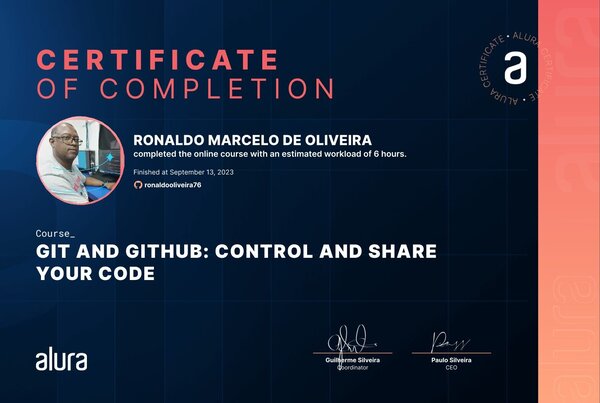 CERTIFICATE
OF COMPLETION
ALURA CERTIFICATE • ALURA CERTIFICATE •
a
RONALDO MARCELO DE OLIVEIRA
completed the online course with an estimated workload of 6 hours.
Finished at September 13, 2023
ronaldooliveira76
Course_
GIT AND GITHUB: CONTROL AND SHARE
YOUR CODE
alura
Guilherme Silveira
Coordinator
Paulo Silveira
CEO
alura
alura
alura